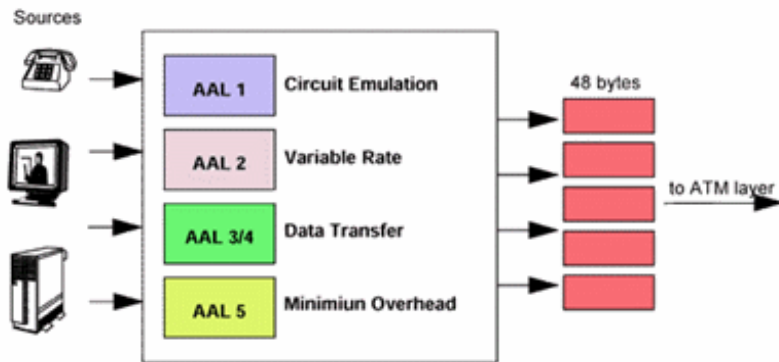 Sources
AAL 1 Circuit Emulation
48 bytes
AAL 2 Variable Rate
to ATM layer
AAL 3/4 Data Transfer
AAL 5 Minimiun Overhead